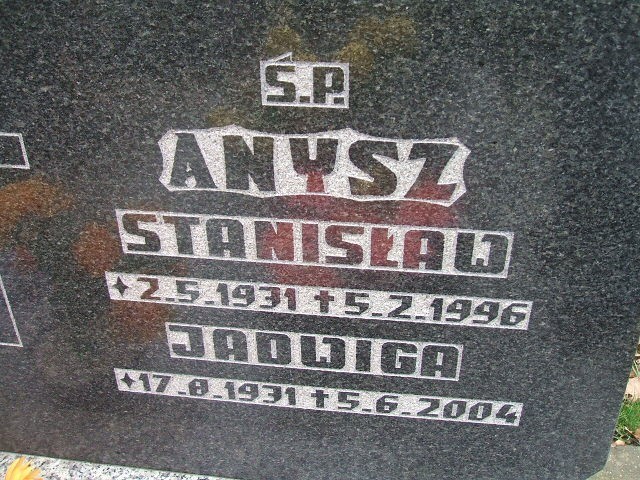 Ś.P.
ANYSZ
STANISŁAW
✦2.5.1931 ✝5.2.1996
JADWIGA
✦17.8.1931 ✝5.6.2004